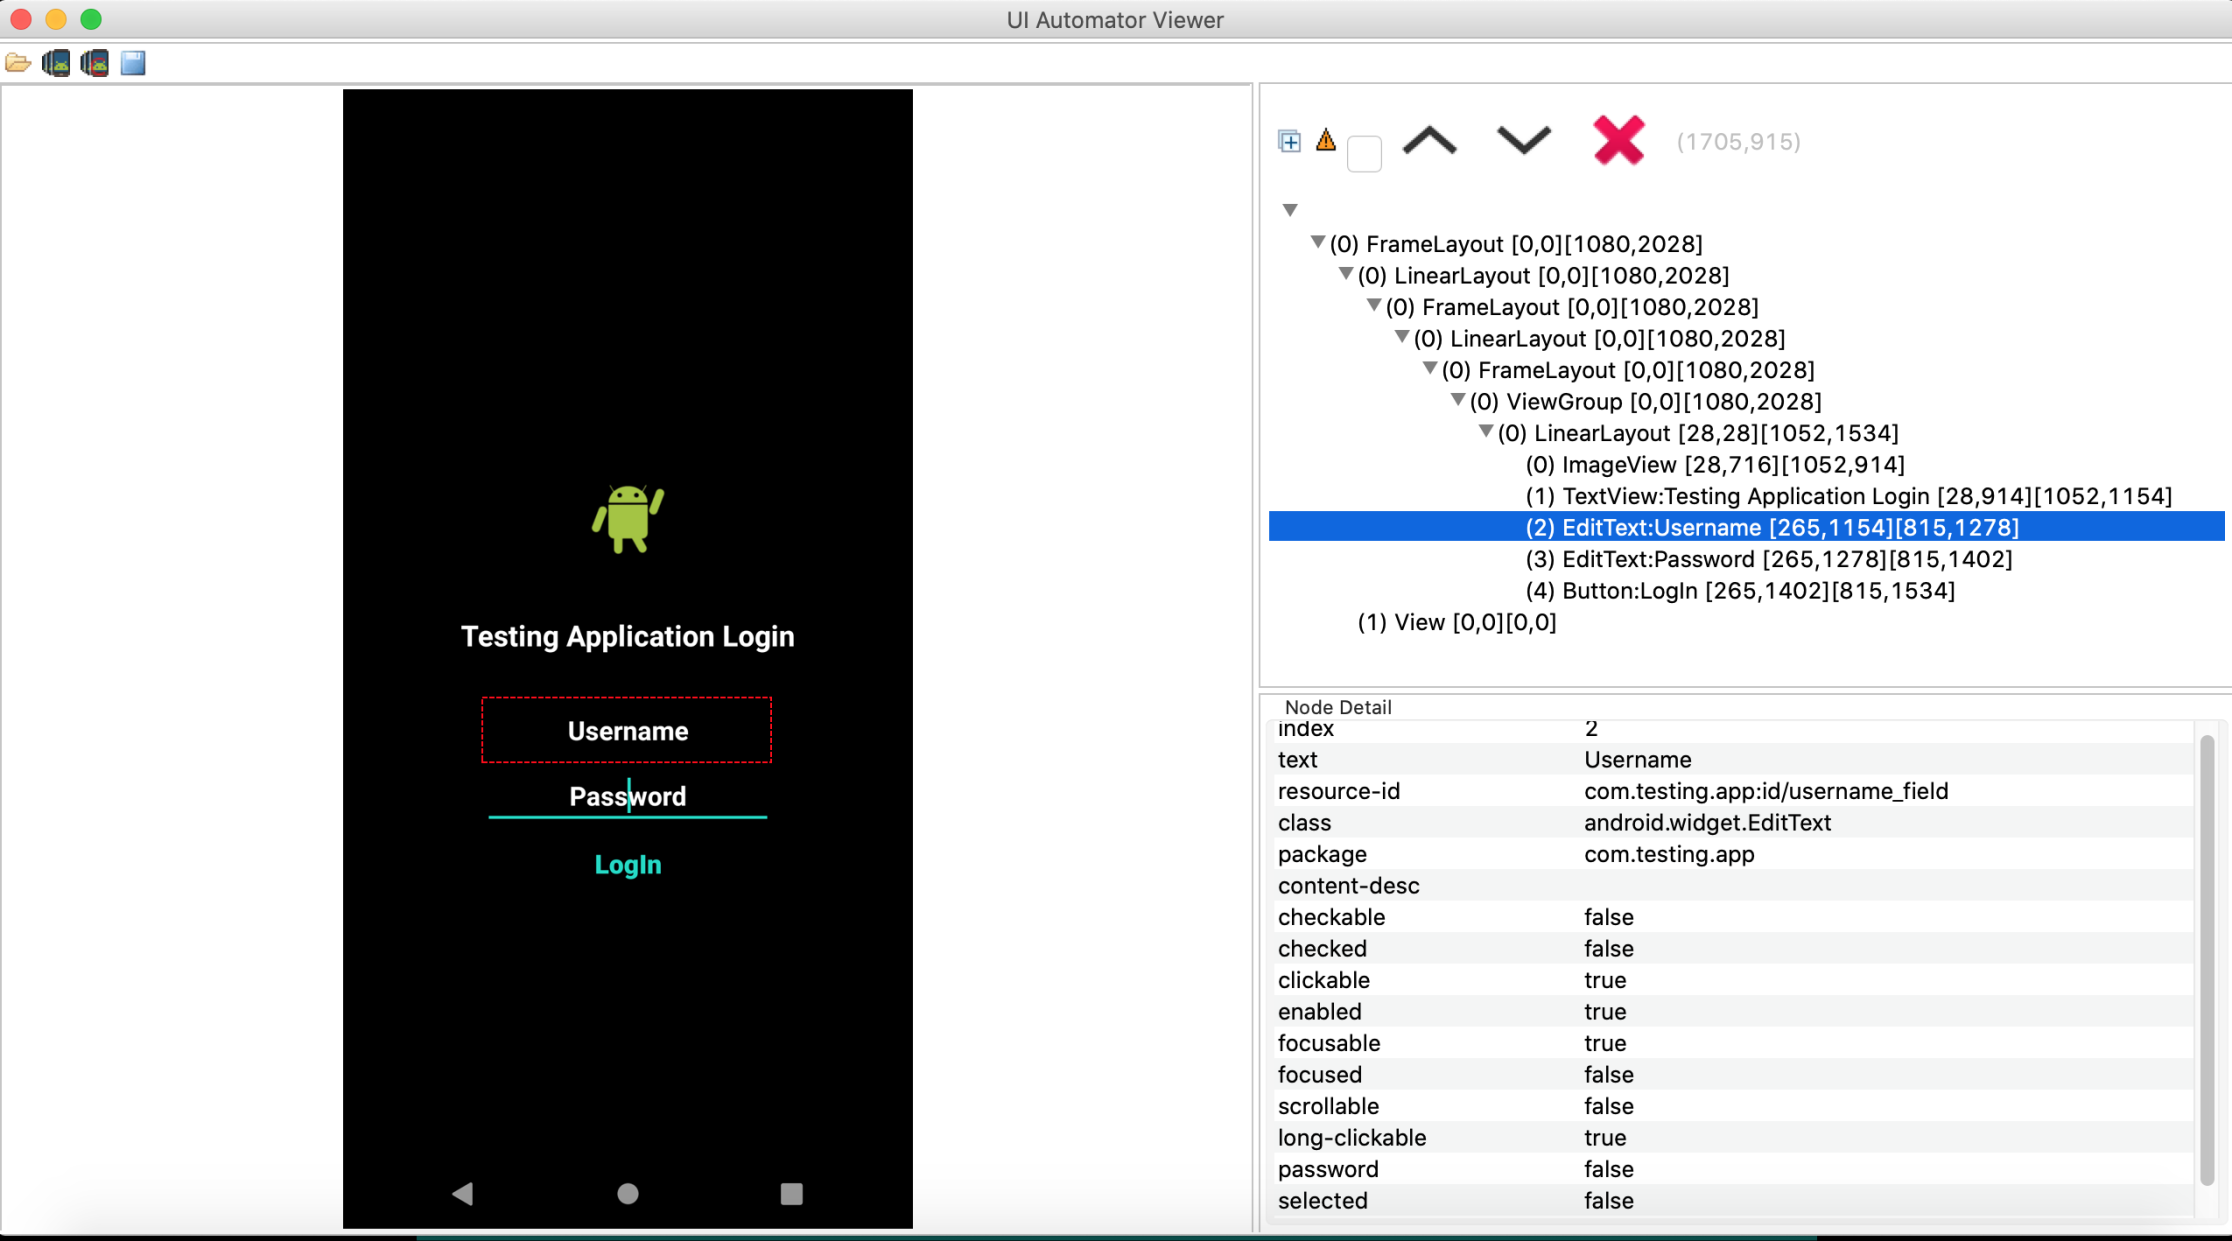 UI Automator Viewer
(1705,915)
(0) FrameLayout [0,0][1080,2028]
(0) LinearLayout [0,0][1080,2028]
(0) FrameLayout [0,0][1080,2028]
(0) LinearLayout [0,0][1080,2028]
(0) FrameLayout [0,0][1080,2028]
(0) ViewGroup [0,0][1080,2028]
(0) LinearLayout [28,28][1052,1534]
(0) ImageView [28,716][1052,914]
(1) TextView:Testing Application Login [28,914][1052,1154]
(2) EditText:Username [265,1154][815,1278]
(3) EditText:Password [265,1278][815,1402]
(4) Button:LogIn [265,1402][815,1534]
(1) View [0,0][0,0]
Testing Application Login
Username
Password
LogIn
Node Detail
index 2
text Username
resource-id com.testing.app:id/username_field
class android.widget.EditText
package com.testing.app
content-desc
checkable false
checked false
clickable true
enabled true
focusable true
focused false
scrollable false
long-clickable true
password false
selected false